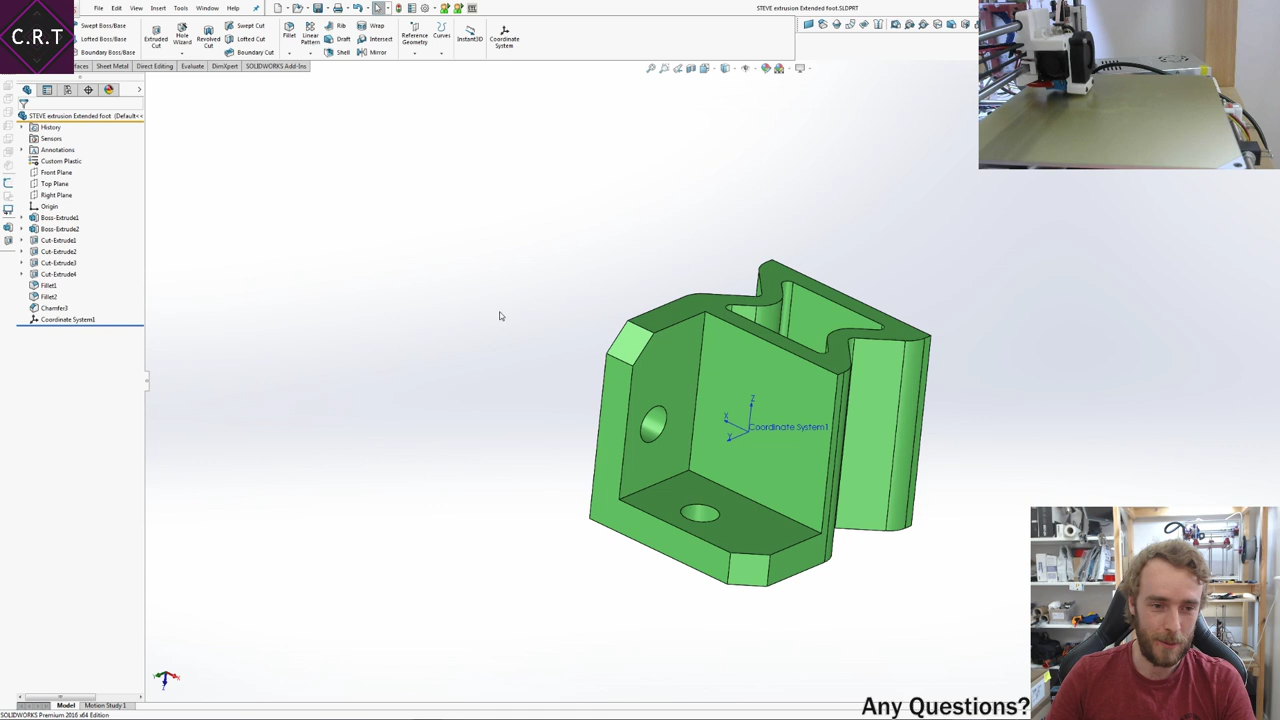 C.R.T
File Edit View Insert Tools Window Help
STEVE extrusion Extended foot.SLDPRT
Swept Boss/Base
Lofted Boss/Base
Boundary Boss/Base
Extruded Cut
Hole Wizard
Revolved Cut
Swept Cut
Lofted Cut
Boundary Cut
Fillet
Linear Pattern
Rib
Draft
Shell
Wrap
Intersect
Mirror
Reference Geometry
Curves
Instant3D
Coordinate System
Sheet Metal Direct Editing Evaluate DimXpert SOLIDWORKS Add-Ins
STEVE extrusion Extended foot (Default<<
History
Sensors
Annotations
Custom Plastic
Front Plane
Top Plane
Right Plane
Origin
Boss-Extrude1
Boss-Extrude2
Cut-Extrude1
Cut-Extrude2
Cut-Extrude3
Cut-Extrude4
Fillet1
Fillet2
Chamfer3
Coordinate System1
Z
X
Y
Coordinate System1
Model Motion Study 1
SOLIDWORKS Premium 2016 x64 Edition
Any Questions?